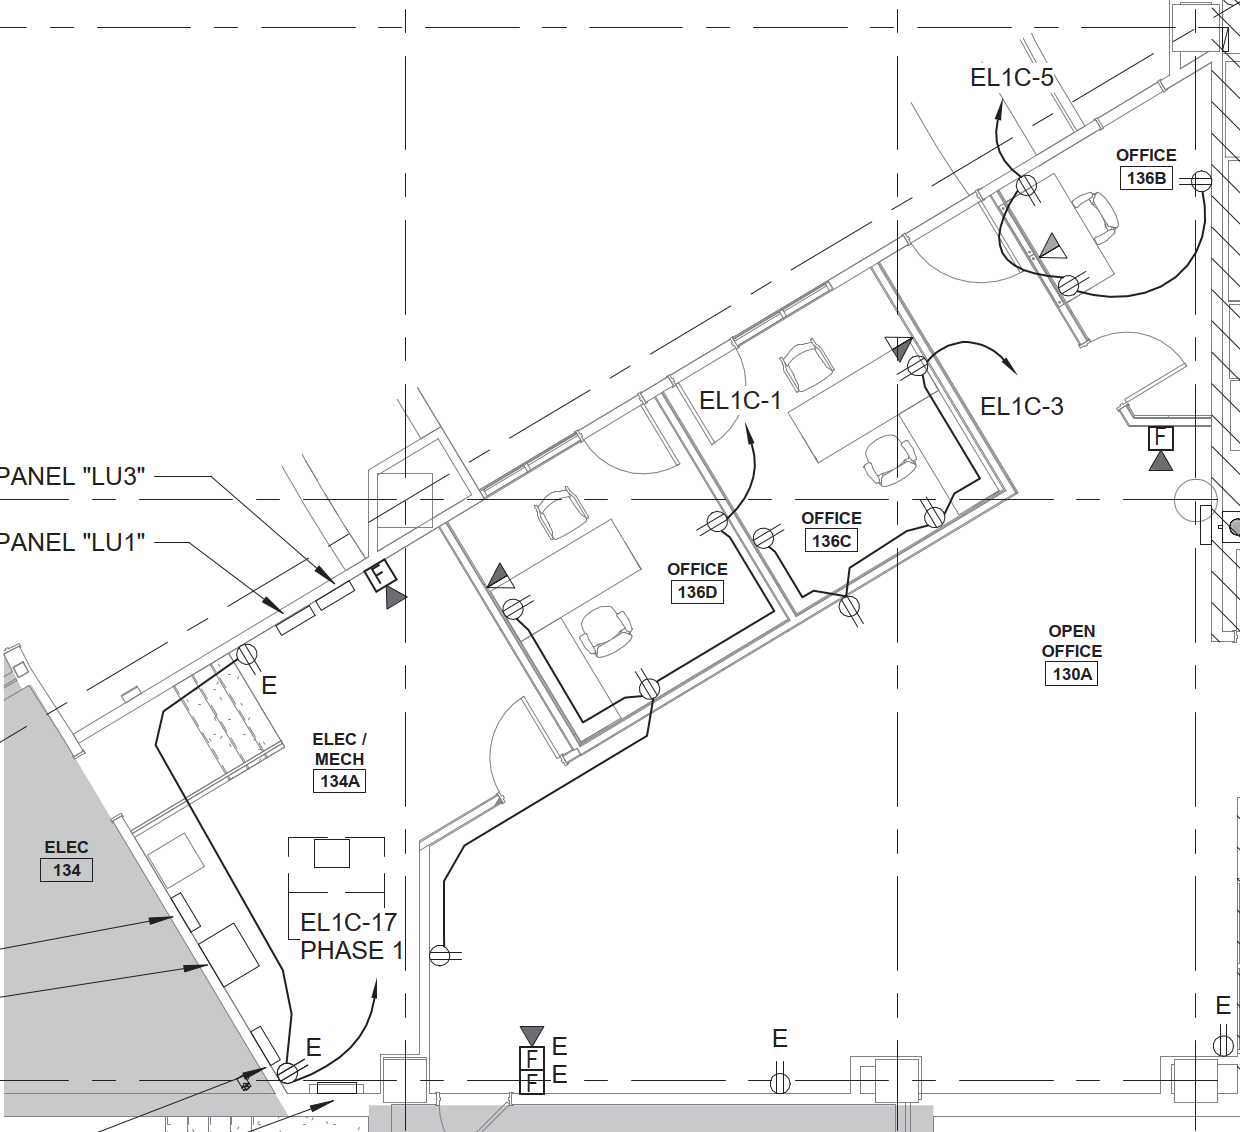 EL1C-5
OFFICE
136B
EL1C-1
EL1C-3
F
PANEL "LU3"
PANEL "LU1"
F
OFFICE
136C
OFFICE
136D
OPEN
OFFICE
130A
E
ELEC /
MECH
134A
ELEC
134
EL1C-17
PHASE 1
E
F
F
E
E
E
E